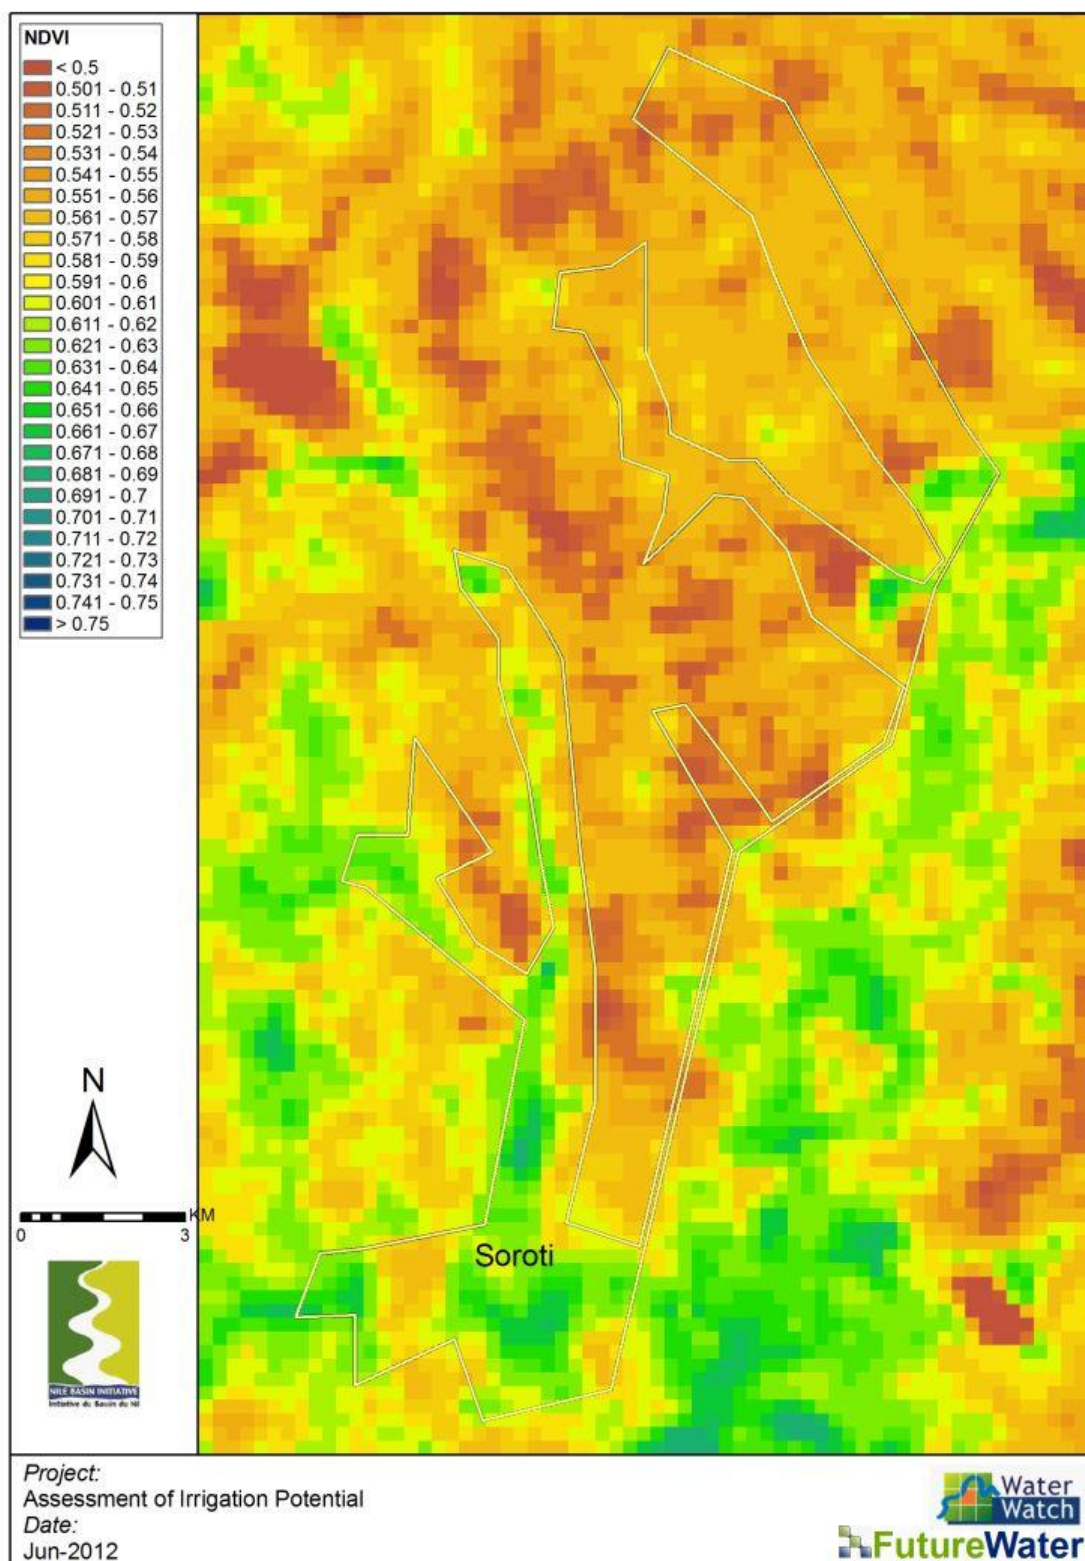 NDVI
< 0.5
0.501 - 0.51
0.511 - 0.52
0.521 - 0.53
0.531 - 0.54
0.541 - 0.55
0.551 - 0.56
0.561 - 0.57
0.571 - 0.58
0.581 - 0.59
0.591 - 0.6
0.601 - 0.61
0.611 - 0.62
0.621 - 0.63
0.631 - 0.64
0.641 - 0.65
0.651 - 0.66
0.661 - 0.67
0.671 - 0.68
0.681 - 0.69
0.691 - 0.7
0.701 - 0.71
0.711 - 0.72
0.721 - 0.73
0.731 - 0.74
0.741 - 0.75
> 0.75
N
KM
0 3
Soroti
NILE BASIN INITIATIVE
Initiative du Bassin du Nil
Project:
Assessment of Irrigation Potential
Date:
Jun-2012
Water
Watch
FutureWater